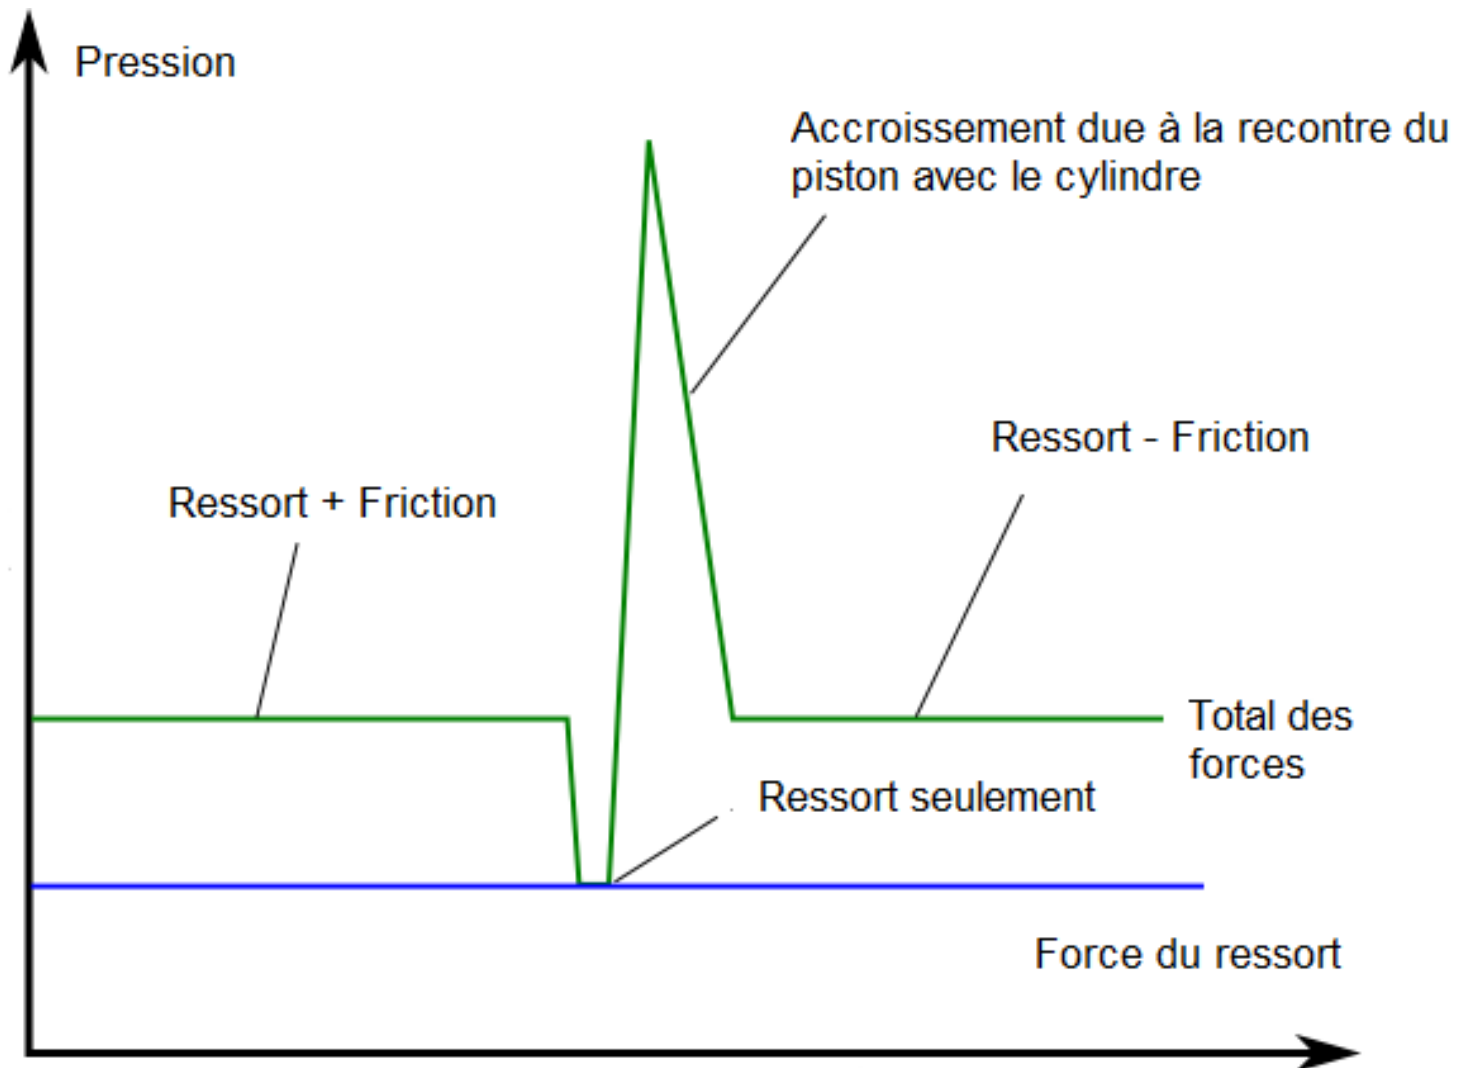 Pression
Accroissement due à la recontre du
piston avec le cylindre
Ressort - Friction
Ressort + Friction
Total des
forces
Ressort seulement
Force du ressort